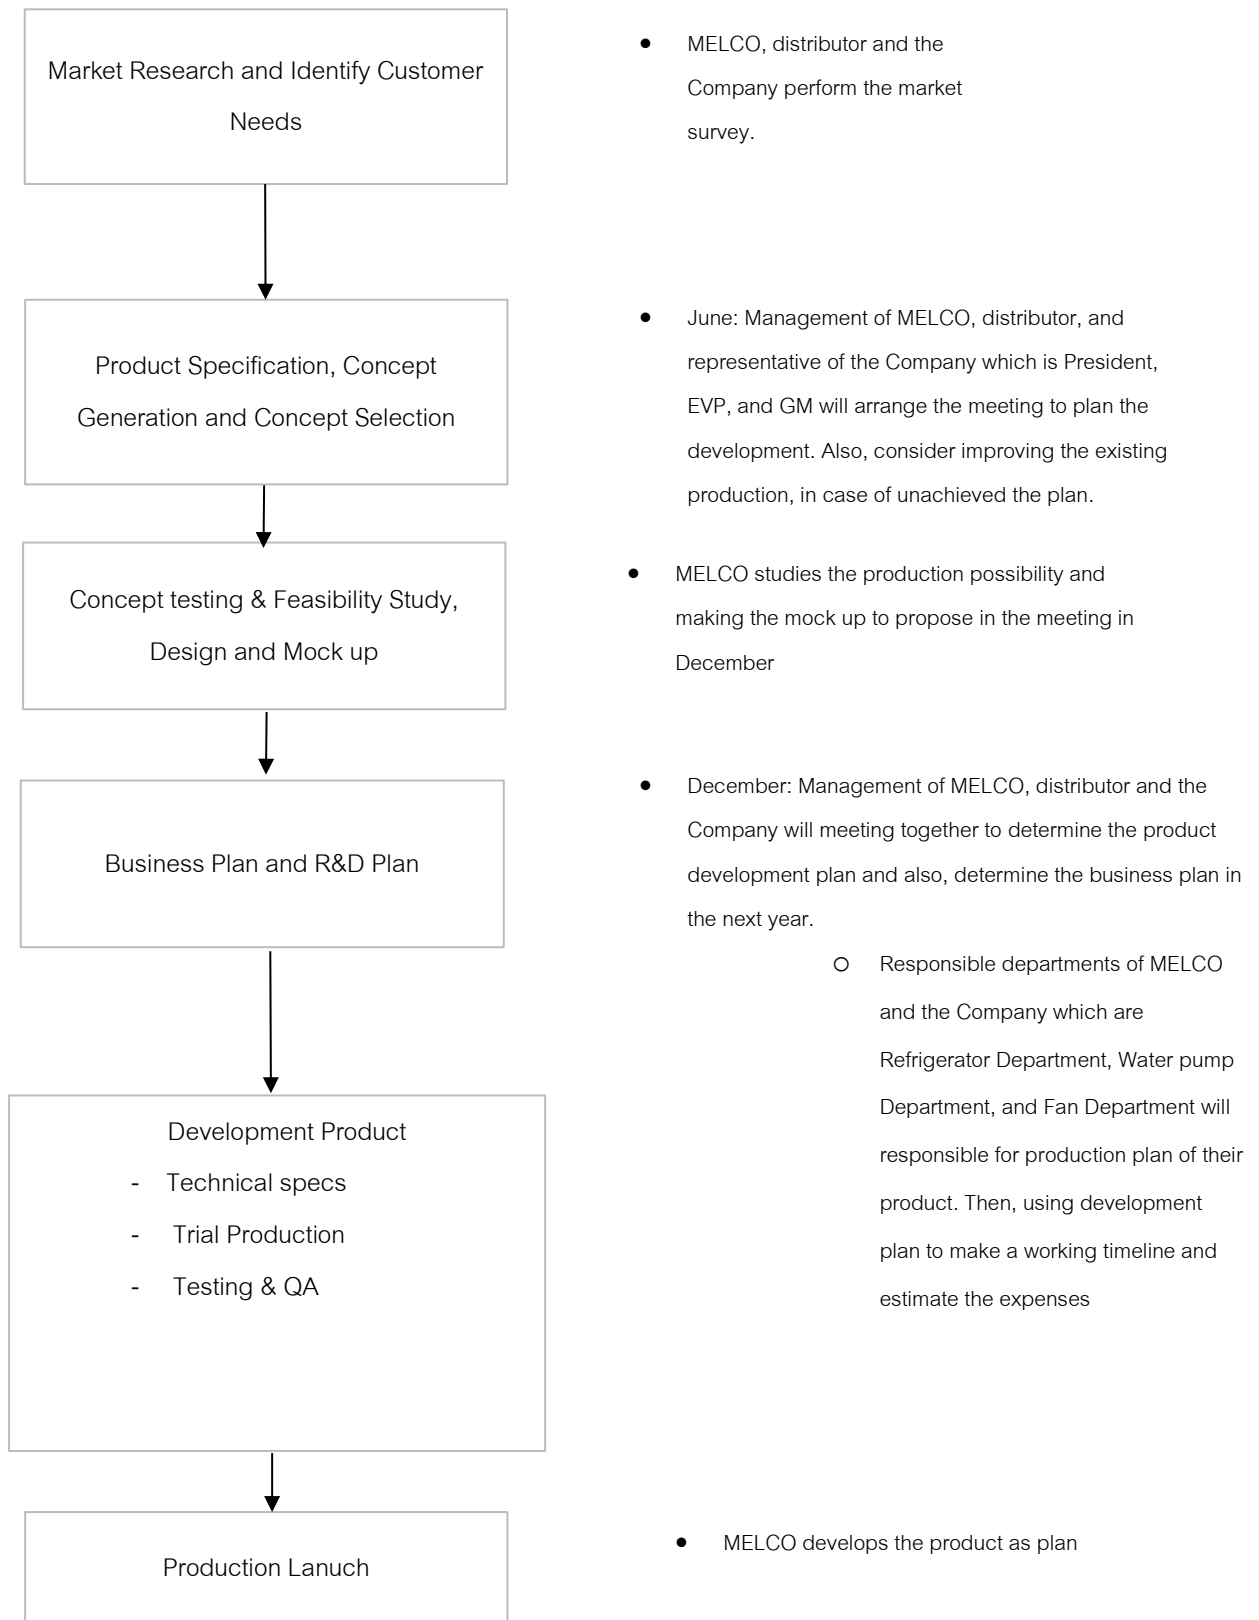 Market Research and Identify Customer
Needs
● MELCO, distributor and the
Company perform the market
survey.
Product Specification, Concept
Generation and Concept Selection
● June: Management of MELCO, distributor, and
representative of the Company which is President,
EVP, and GM will arrange the meeting to plan the
development. Also, consider improving the existing
production, in case of unachieved the plan.
Concept testing & Feasibility Study,
Design and Mock up
● MELCO studies the production possibility and
making the mock up to propose in the meeting in
December
Business Plan and R&D Plan
● December: Management of MELCO, distributor and the
Company will meeting together to determine the product
development plan and also, determine the business plan in
the next year.
○ Responsible departments of MELCO
and the Company which are
Refrigerator Department, Water pump
Department, and Fan Department will
responsible for production plan of their
product. Then, using development
plan to make a working timeline and
estimate the expenses
Development Product
- Technical specs
- Trial Production
- Testing & QA
Production Lanuch
● MELCO develops the product as plan